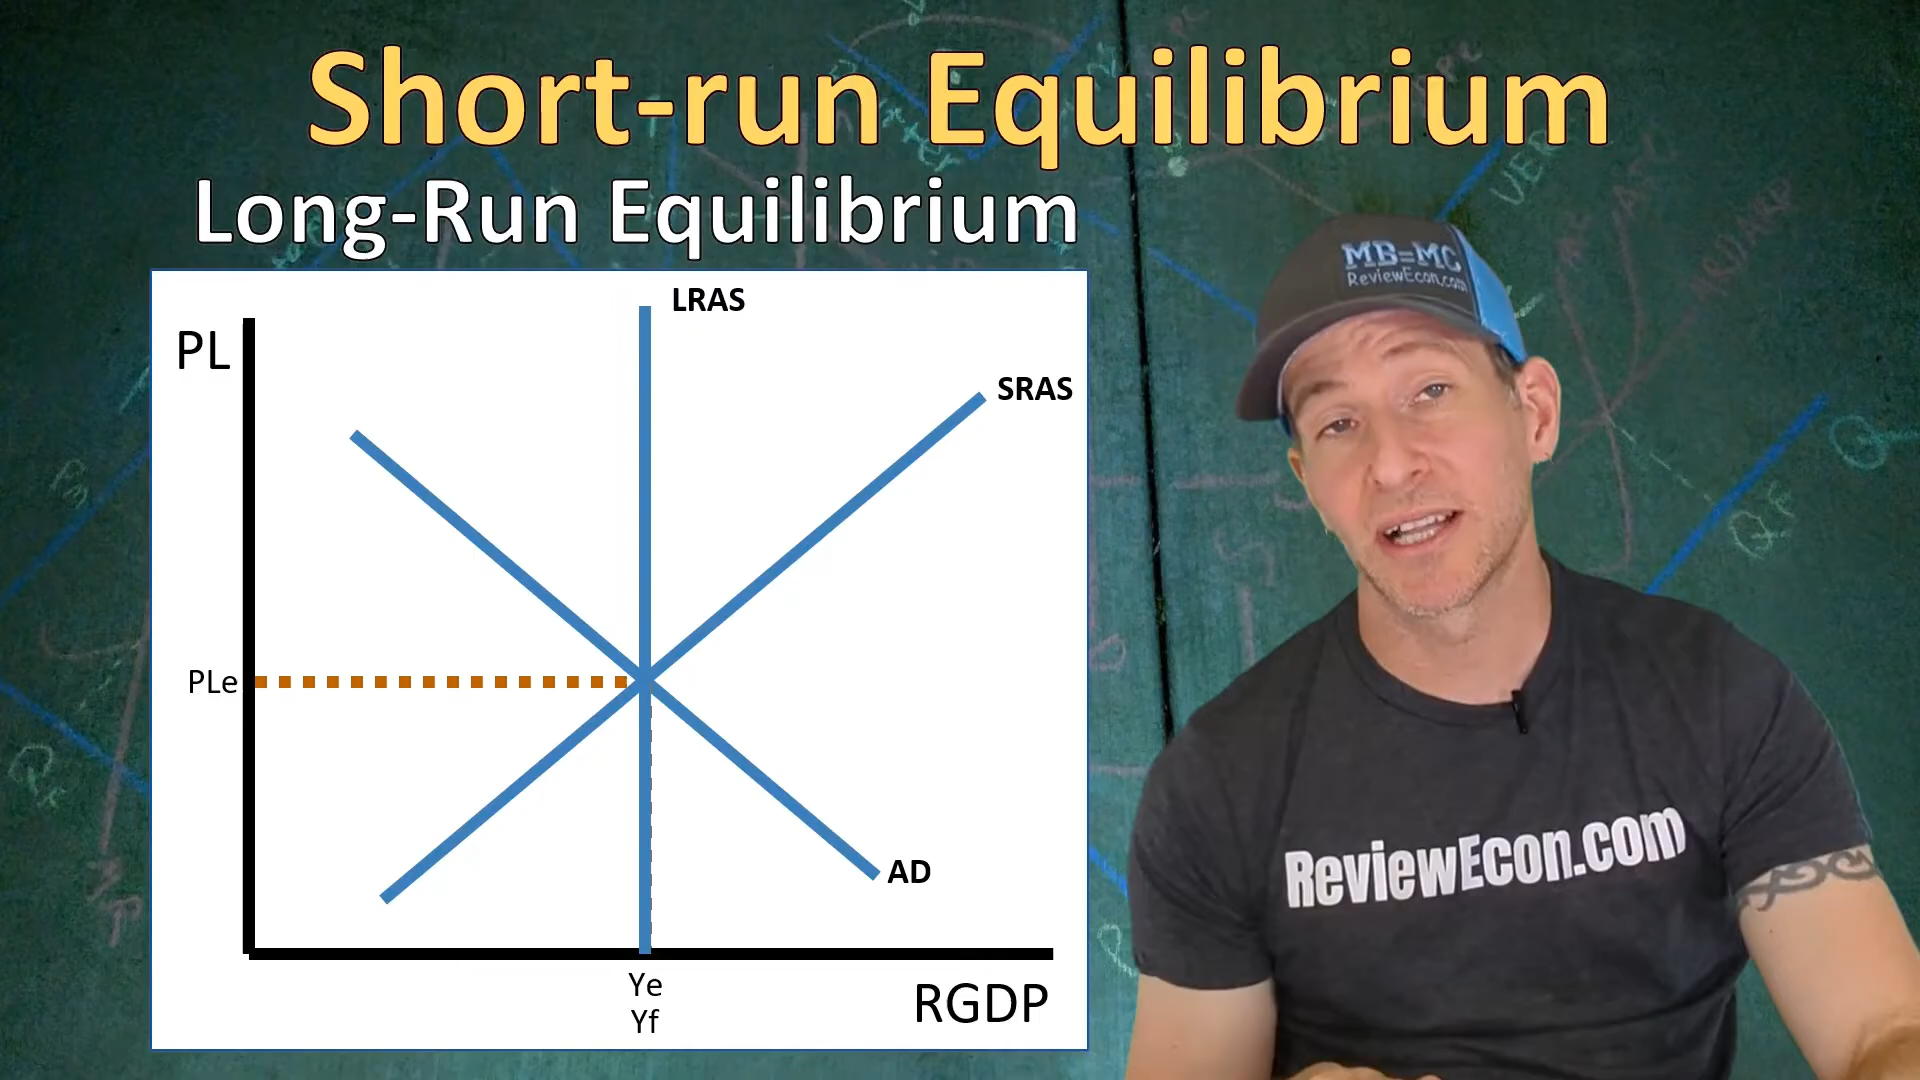 Short-run Equilibrium
Long-Run Equilibrium
LRAS
PL
SRAS
PLe
AD
Ye
Yf
RGDP
MB=MC
ReviewEcon.com
ReviewEcon.com